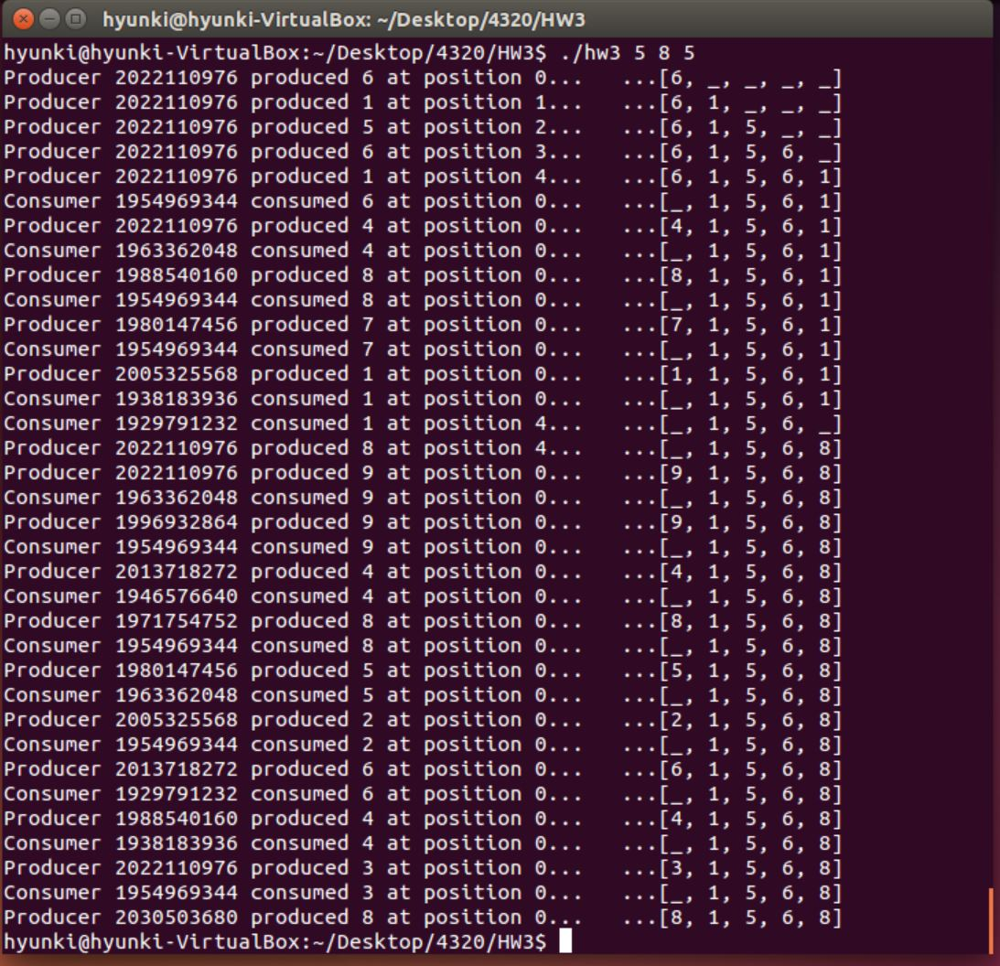 hyunki@hyunki-VirtualBox: ~/Desktop/4320/HW3
hyunki@hyunki-VirtualBox:~/Desktop/4320/HW3$ ./hw3 5 8 5
Producer 2022110976 produced 6 at position 0...   ...[6, _, _, _, _]
Producer 2022110976 produced 1 at position 1...   ...[6, 1, _, _, _]
Producer 2022110976 produced 5 at position 2...   ...[6, 1, 5, _, _]
Producer 2022110976 produced 6 at position 3...   ...[6, 1, 5, 6, _]
Producer 2022110976 produced 1 at position 4...   ...[6, 1, 5, 6, 1]
Consumer 1954969344 consumed 6 at position 0...   ...[_, 1, 5, 6, 1]
Producer 2022110976 produced 4 at position 0...   ...[4, 1, 5, 6, 1]
Consumer 1963362048 consumed 4 at position 0...   ...[_, 1, 5, 6, 1]
Producer 1988540160 produced 8 at position 0...   ...[8, 1, 5, 6, 1]
Consumer 1954969344 consumed 8 at position 0...   ...[_, 1, 5, 6, 1]
Producer 1980147456 produced 7 at position 0...   ...[7, 1, 5, 6, 1]
Consumer 1954969344 consumed 7 at position 0...   ...[_, 1, 5, 6, 1]
Producer 2005325568 produced 1 at position 0...   ...[1, 1, 5, 6, 1]
Consumer 1938183936 consumed 1 at position 0...   ...[_, 1, 5, 6, 1]
Consumer 1929791232 consumed 1 at position 4...   ...[_, 1, 5, 6, _]
Producer 2022110976 produced 8 at position 4...   ...[_, 1, 5, 6, 8]
Producer 2022110976 produced 9 at position 0...   ...[9, 1, 5, 6, 8]
Consumer 1963362048 consumed 9 at position 0...   ...[_, 1, 5, 6, 8]
Producer 1996932864 produced 9 at position 0...   ...[9, 1, 5, 6, 8]
Consumer 1954969344 consumed 9 at position 0...   ...[_, 1, 5, 6, 8]
Producer 2013718272 produced 4 at position 0...   ...[4, 1, 5, 6, 8]
Consumer 1946576640 consumed 4 at position 0...   ...[_, 1, 5, 6, 8]
Producer 1971754752 produced 8 at position 0...   ...[8, 1, 5, 6, 8]
Consumer 1954969344 consumed 8 at position 0...   ...[_, 1, 5, 6, 8]
Producer 1980147456 produced 5 at position 0...   ...[5, 1, 5, 6, 8]
Consumer 1963362048 consumed 5 at position 0...   ...[_, 1, 5, 6, 8]
Producer 2005325568 produced 2 at position 0...   ...[2, 1, 5, 6, 8]
Consumer 1954969344 consumed 2 at position 0...   ...[_, 1, 5, 6, 8]
Producer 2013718272 produced 6 at position 0...   ...[6, 1, 5, 6, 8]
Consumer 1929791232 consumed 6 at position 0...   ...[_, 1, 5, 6, 8]
Producer 1988540160 produced 4 at position 0...   ...[4, 1, 5, 6, 8]
Consumer 1938183936 consumed 4 at position 0...   ...[_, 1, 5, 6, 8]
Producer 2022110976 produced 3 at position 0...   ...[3, 1, 5, 6, 8]
Consumer 1954969344 consumed 3 at position 0...   ...[_, 1, 5, 6, 8]
Producer 2030503680 produced 8 at position 0...   ...[8, 1, 5, 6, 8]
hyunki@hyunki-VirtualBox:~/Desktop/4320/HW3$